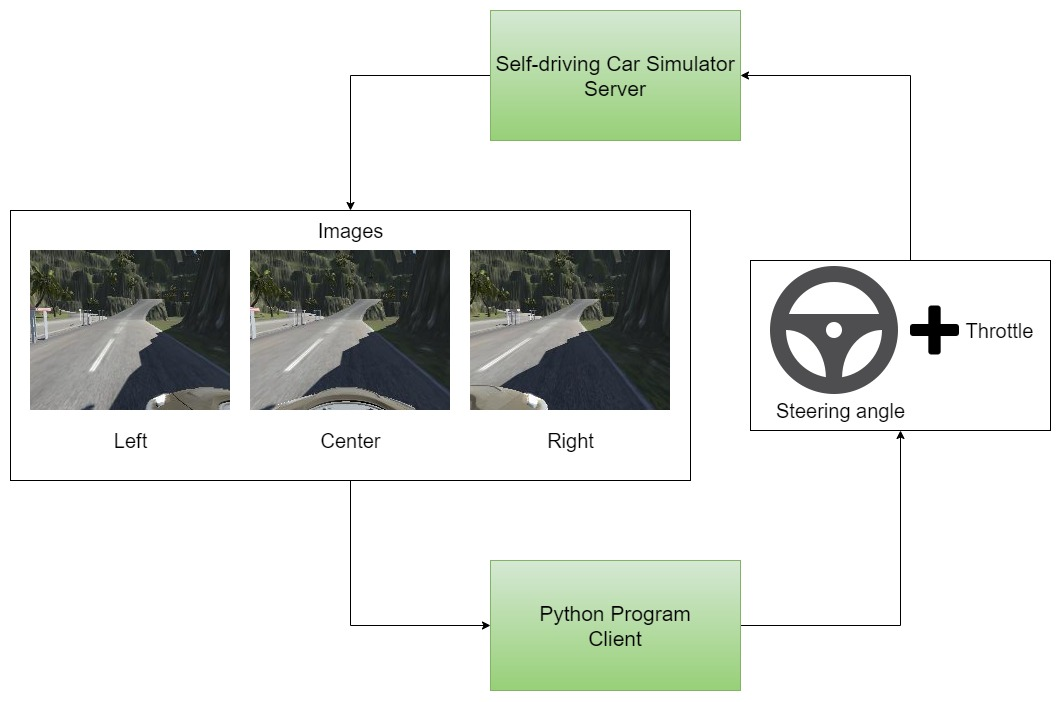 Self-driving Car Simulator
Server
Images
Left
Center
Right
Throttle
Steering angle
Python Program
Client